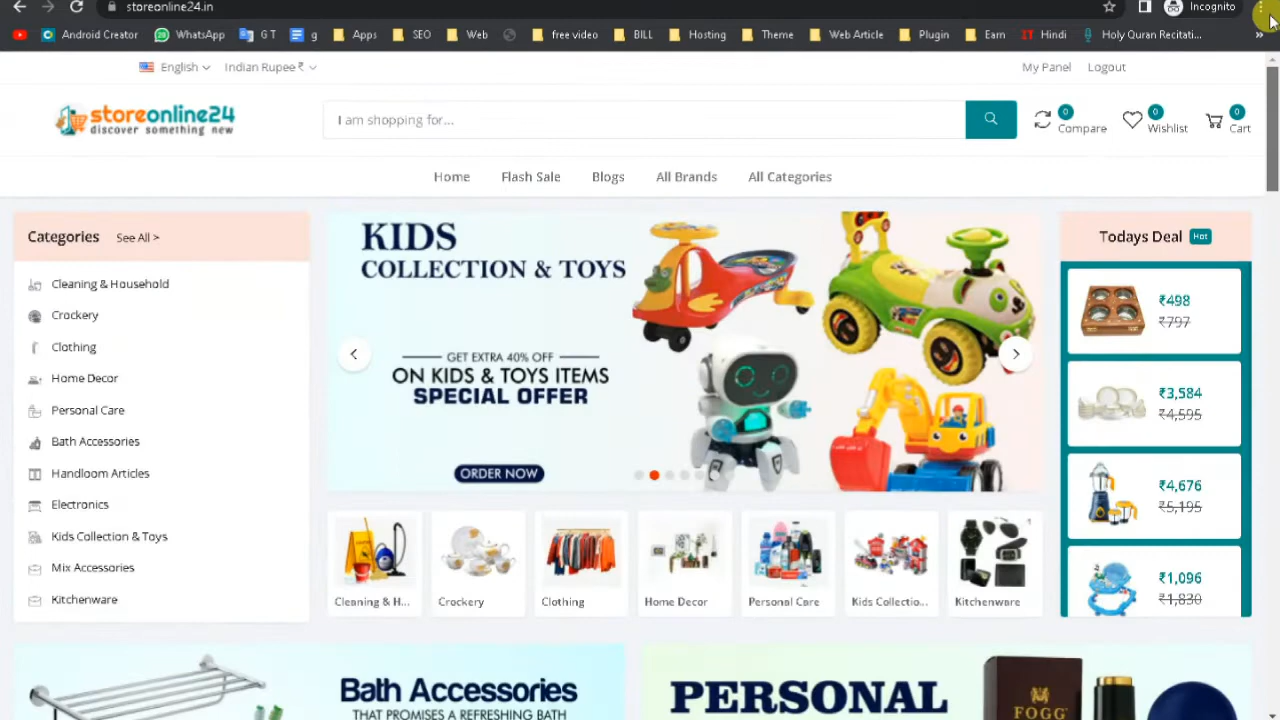 storeonline24.in
Incognito
Android Creator
WhatsApp
G T
g
Apps
SEO
Web
free video
BILL
Hosting
Theme
Web Article
Plugin
Earn
Hindi
Holy Quran Recitati...
English
Indian Rupee ₹
My Panel
Logout
storeonline24
discover something new
I am shopping for...
0
Compare
0
Wishlist
0
Cart
Home
Flash Sale
Blogs
All Brands
All Categories
Categories
See All >
Cleaning & Household
Crockery
Clothing
Home Decor
Personal Care
Bath Accessories
Handloom Articles
Electronics
Kids Collection & Toys
Mix Accessories
Kitchenware
KIDS
COLLECTION & TOYS
GET EXTRA 40% OFF
ON KIDS & TOYS ITEMS
SPECIAL OFFER
ORDER NOW
Todays Deal
Hot
₹498
₹797
₹3,584
₹4,595
₹4,676
₹5,195
₹1,096
₹1,830
Cleaning & H...
Crockery
Clothing
Home Decor
Personal Care
Kids Collectio...
Kitchenware
Bath Accessories
THAT PROMISES A REFRESHING BATH
PERSONAL
FOGG